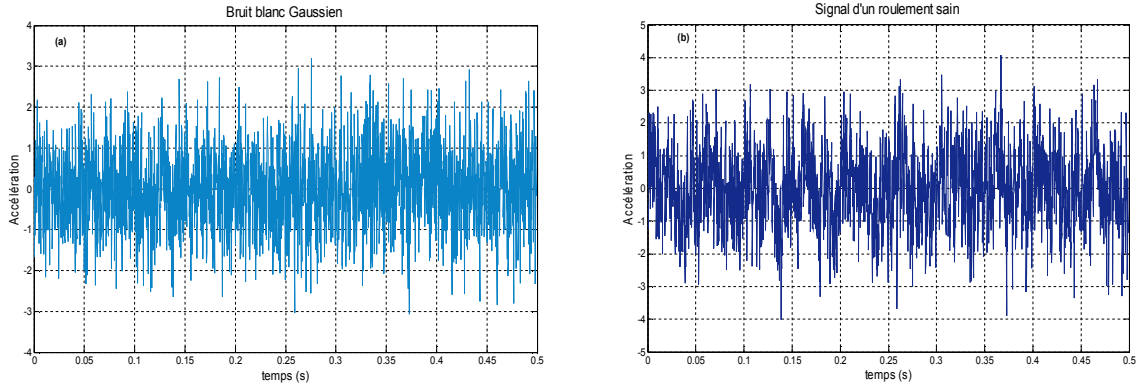 Bruit blanc Gaussien
(a)
4
3
2
1
0
-1
-2
-3
-4
Accélération
0 0.05 0.1 0.15 0.2 0.25 0.3 0.35 0.4 0.45 0.5
temps (s)
Signal d'un roulement sain
(b)
5
4
3
2
1
0
-1
-2
-3
-4
-5
Accélération
0 0.05 0.1 0.15 0.2 0.25 0.3 0.35 0.4 0.45 0.5
temps (s)